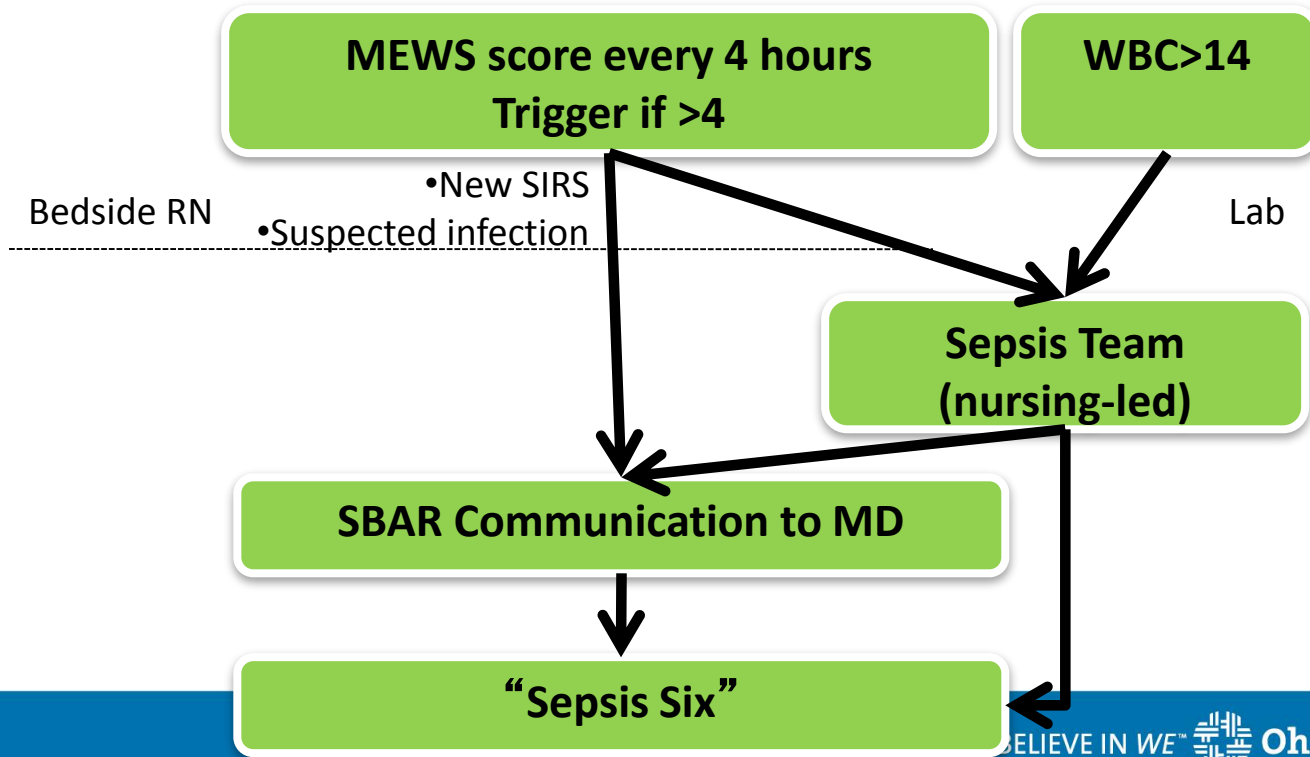 MEWS score every 4 hours
Trigger if >4
WBC>14
•New SIRS
•Suspected infection
Bedside RN
Lab
Sepsis Team
(nursing-led)
SBAR Communication to MD
“Sepsis Six”
BELIEVE IN WE™
Oh